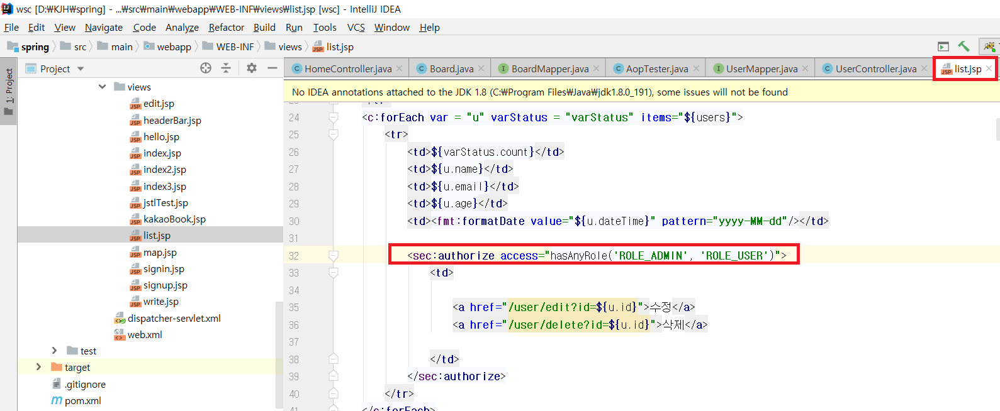 wsc [D:₩KJH₩spring] - ...₩src₩main₩webapp₩WEB-INF₩views₩list.jsp [wsc] - IntelliJ IDEA
File Edit View Navigate Code Analyze Refactor Build Run Tools VCS Window Help
spring src main webapp WEB-INF views list.jsp
1: Project
Project
HomeController.java Board.java BoardMapper.java AopTester.java UserMapper.java UserController.java list.jsp
No IDEA annotations attached to the JDK 1.8 (C:₩Program Files₩Java₩jdk1.8.0_191), some issues will not be found
views
edit.jsp
headerBar.jsp
hello.jsp
index.jsp
index2.jsp
index3.jsp
jstlTest.jsp
kakaoBook.jsp
list.jsp
map.jsp
signin.jsp
signup.jsp
write.jsp
dispatcher-servlet.xml
web.xml
test
target
.gitignore
pom.xml
24 <c:forEach var = "u" varStatus = "varStatus" items="${users}">
25 <tr>
26 <td>${varStatus.count}</td>
27 <td>${u.name}</td>
28 <td>${u.email}</td>
29 <td>${u.age}</td>
30 <td><fmt:formatDate value="${u.dateTime}" pattern="yyyy-MM-dd"/></td>
31
32 <sec:authorize access="hasAnyRole('ROLE_ADMIN', 'ROLE_USER')">
33 <td>
34
35 <a href="/user/edit?id=${u.id}">수정</a>
36 <a href="/user/delete?id=${u.id}">삭제</a>
37
38 </td>
39 </sec:authorize>
40 </tr>
41 </c:forEach>